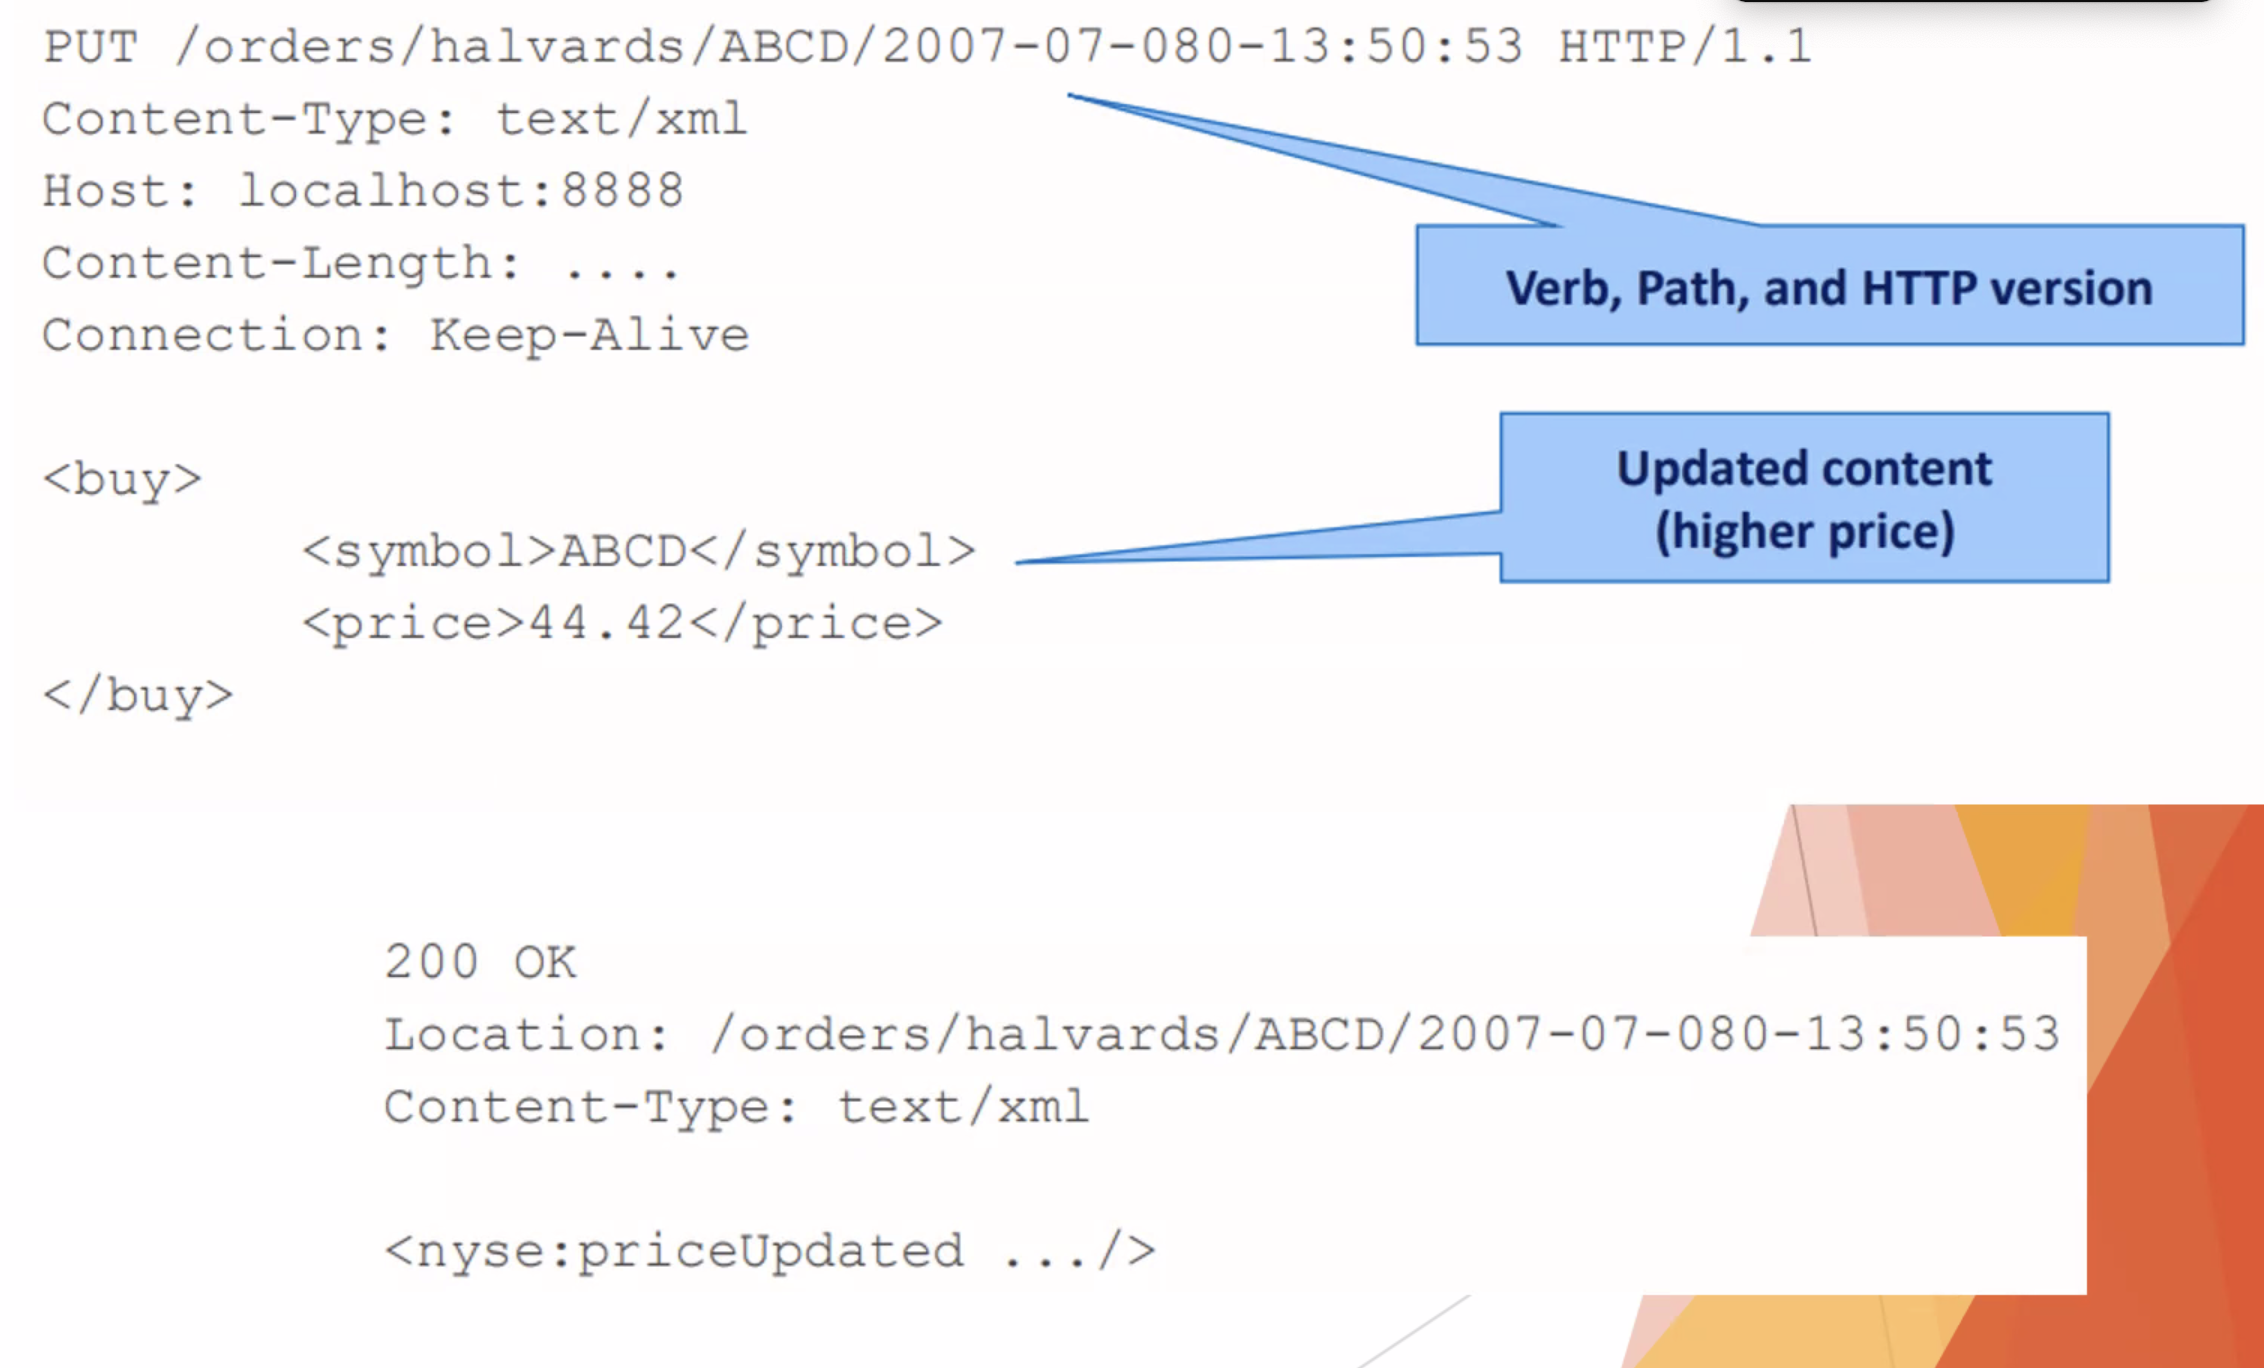 PUT /orders/halvards/ABCD/2007-07-080-13:50:53 HTTP/1.1
Content-Type: text/xml
Host: localhost:8888
Content-Length: ....
Connection: Keep-Alive
Verb, Path, and HTTP version
<buy>
<symbol>ABCD</symbol>
<price>44.42</price>
</buy>
Updated content
(higher price)
200 OK
Location: /orders/halvards/ABCD/2007-07-080-13:50:53
Content-Type: text/xml
<nyse:priceUpdated .../>